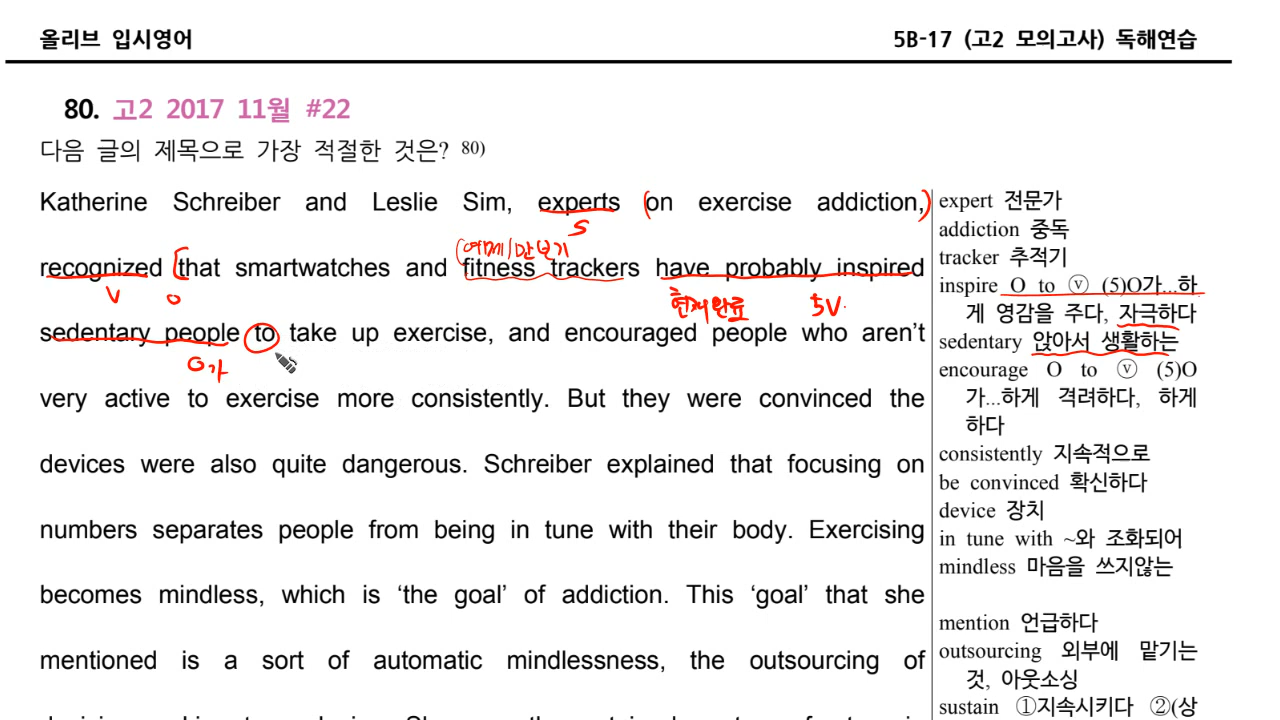 올리브 입시영어
5B-17 (고2 모의고사) 독해연습
80. 고2 2017 11월 #22
다음 글의 제목으로 가장 적절한 것은? 80)
Katherine Schreiber and Leslie Sim, experts (on exercise addiction,)
S
(예제/만보기
recognized [that smartwatches and fitness trackers have probably inspired
V O 현재완료 5V.
sedentary people to take up exercise, and encouraged people who aren't
O가
very active to exercise more consistently. But they were convinced the
devices were also quite dangerous. Schreiber explained that focusing on
numbers separates people from being in tune with their body. Exercising
becomes mindless, which is ‘the goal’ of addiction. This ‘goal’ that she
mentioned is a sort of automatic mindlessness, the outsourcing of
expert 전문가
addiction 중독
tracker 추적기
inspire O to ⓥ (5)O가...하
게 영감을 주다, 자극하다
sedentary 앉아서 생활하는
encourage O to ⓥ (5)O
가...하게 격려하다, 하게
하다
consistently 지속적으로
be convinced 확신하다
device 장치
in tune with ~와 조화되어
mindless 마음을 쓰지않는
mention 언급하다
outsourcing 외부에 맡기는
것, 아웃소싱
sustain ①지속시키다 ②(상